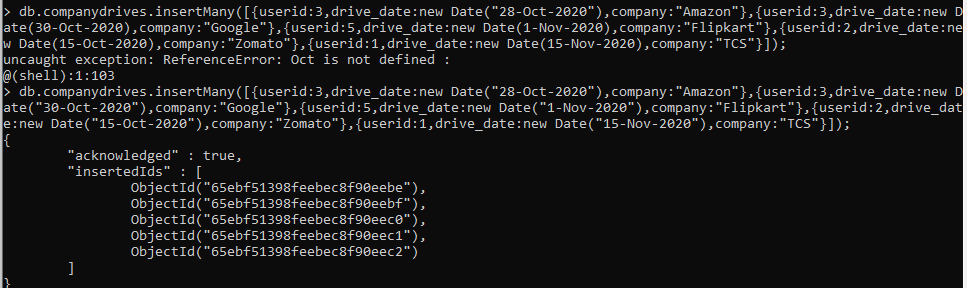 > db.companydrives.insertMany([{userid:3,drive_date:new Date("28-Oct-2020"),company:"Amazon"},{userid:3,drive_date:new D
ate(30-Oct-2020),company:"Google"},{userid:5,drive_date:new Date(1-Nov-2020),company:"Flipkart"},{userid:2,drive_date:ne
w Date(15-Oct-2020),company:"Zomato"},{userid:1,drive_date:new Date(15-Nov-2020),company:"TCS"}]);
uncaught exception: ReferenceError: Oct is not defined :
@(shell):1:103
> db.companydrives.insertMany([{userid:3,drive_date:new Date("28-Oct-2020"),company:"Amazon"},{userid:3,drive_date:new D
ate("30-Oct-2020"),company:"Google"},{userid:5,drive_date:new Date("1-Nov-2020"),company:"Flipkart"},{userid:2,drive_dat
e:new Date("15-Oct-2020"),company:"Zomato"},{userid:1,drive_date:new Date("15-Nov-2020"),company:"TCS"}]);
{
"acknowledged" : true,
"insertedIds" : [
ObjectId("65ebf51398feebec8f90eebe"),
ObjectId("65ebf51398feebec8f90eebf"),
ObjectId("65ebf51398feebec8f90eec0"),
ObjectId("65ebf51398feebec8f90eec1"),
ObjectId("65ebf51398feebec8f90eec2")
]
}